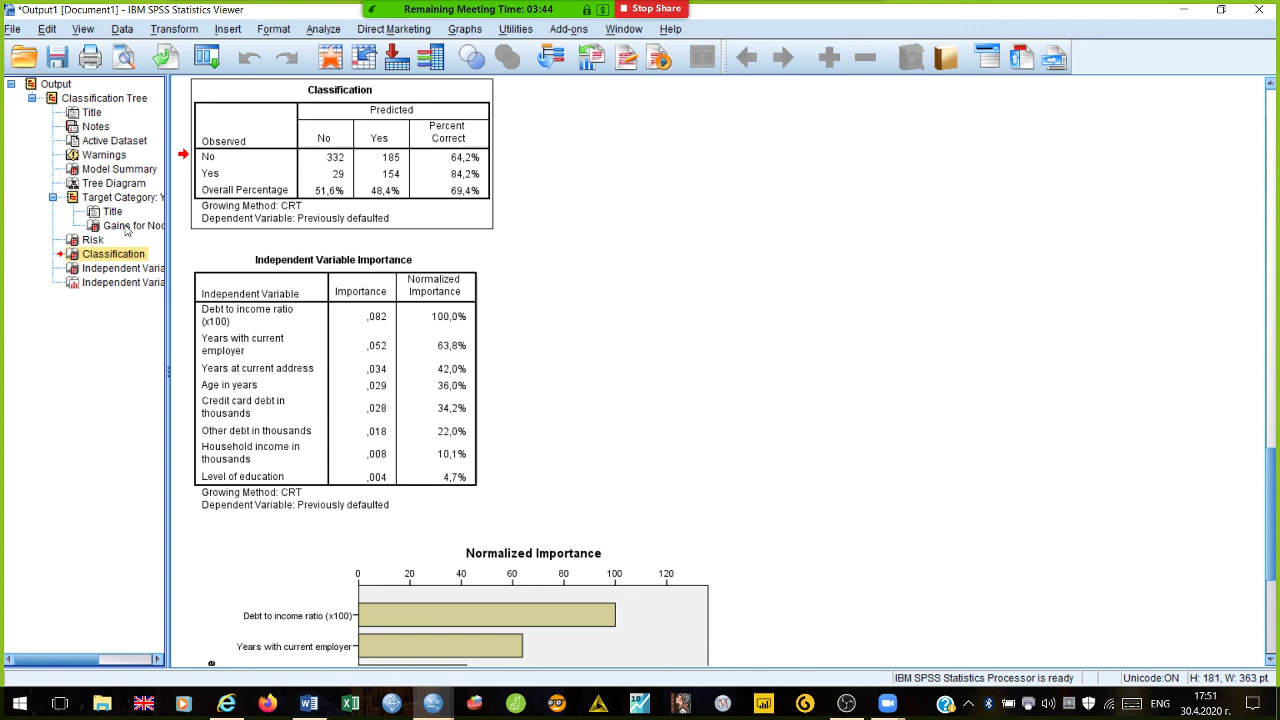 *Output1 [Document1] - IBM SPSS Statistics Viewer
Remaining Meeting Time: 03:44
Stop Share
File Edit View Data Transform Insert Format Analyze Direct Marketing Graphs Utilities Add-ons Window Help
Output
Classification Tree
Title
Notes
Active Dataset
Warnings
Model Summary
Tree Diagram
Target Category: Y
Title
Gains for Noc
Risk
Classification
Independent Varia
Independent Varia
Classification
Predicted
Observed No Yes Percent Correct
No 332 185 64,2%
Yes 29 154 84,2%
Overall Percentage 51,6% 48,4% 69,4%
Growing Method: CRT
Dependent Variable: Previously defaulted
Independent Variable Importance
Independent Variable Importance Normalized Importance
Debt to income ratio (x100) ,082 100,0%
Years with current employer ,052 63,8%
Years at current address ,034 42,0%
Age in years ,029 36,0%
Credit card debt in thousands ,028 34,2%
Other debt in thousands ,018 22,0%
Household income in thousands ,008 10,1%
Level of education ,004 4,7%
Growing Method: CRT
Dependent Variable: Previously defaulted
Normalized Importance
0 20 40 60 80 100 120
Debt to income ratio (x100)
Years with current employer
IBM SPSS Statistics Processor is ready
Unicode:ON
H: 181, W: 363 pt.
17:51
30.4.2020. г.